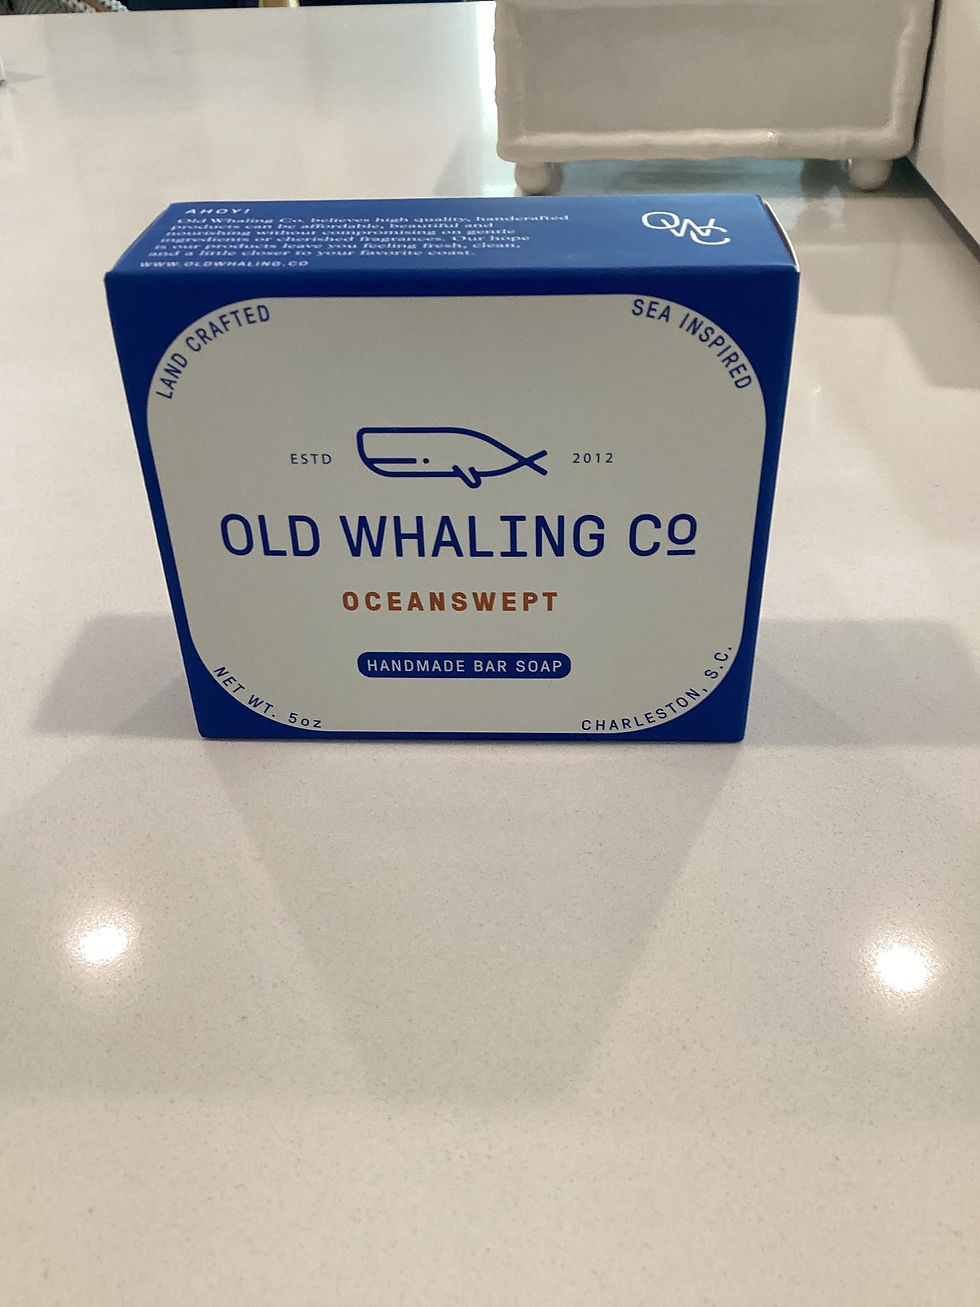 AHOY!
Old Whaling Co. believes high quality, handcrafted
products can be affordable, beautiful and
nourishing without compromising on gentle
ingredients or cherished fragrances. Our hope
is our products leave you feeling fresh, clean,
and a little closer to your favorite coast.
WWW.OLDWHALING.CO
OWC
LAND CRAFTED
SEA INSPIRED
ESTD
2012
OLD WHALING Co
OCEANSWEPT
HANDMADE BAR SOAP
NET WT. 5oz
CHARLESTON, S.C.